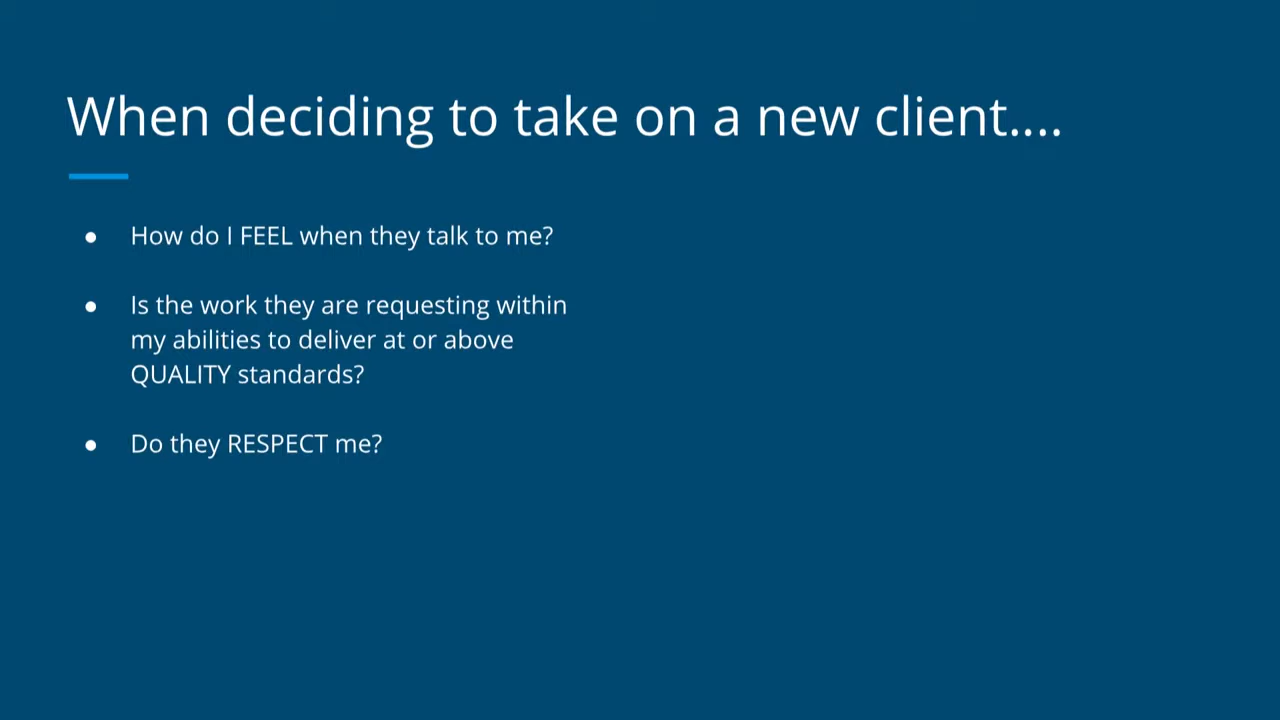 When deciding to take on a new client....
● How do I FEEL when they talk to me?
● Is the work they are requesting within
my abilities to deliver at or above
QUALITY standards?
● Do they RESPECT me?